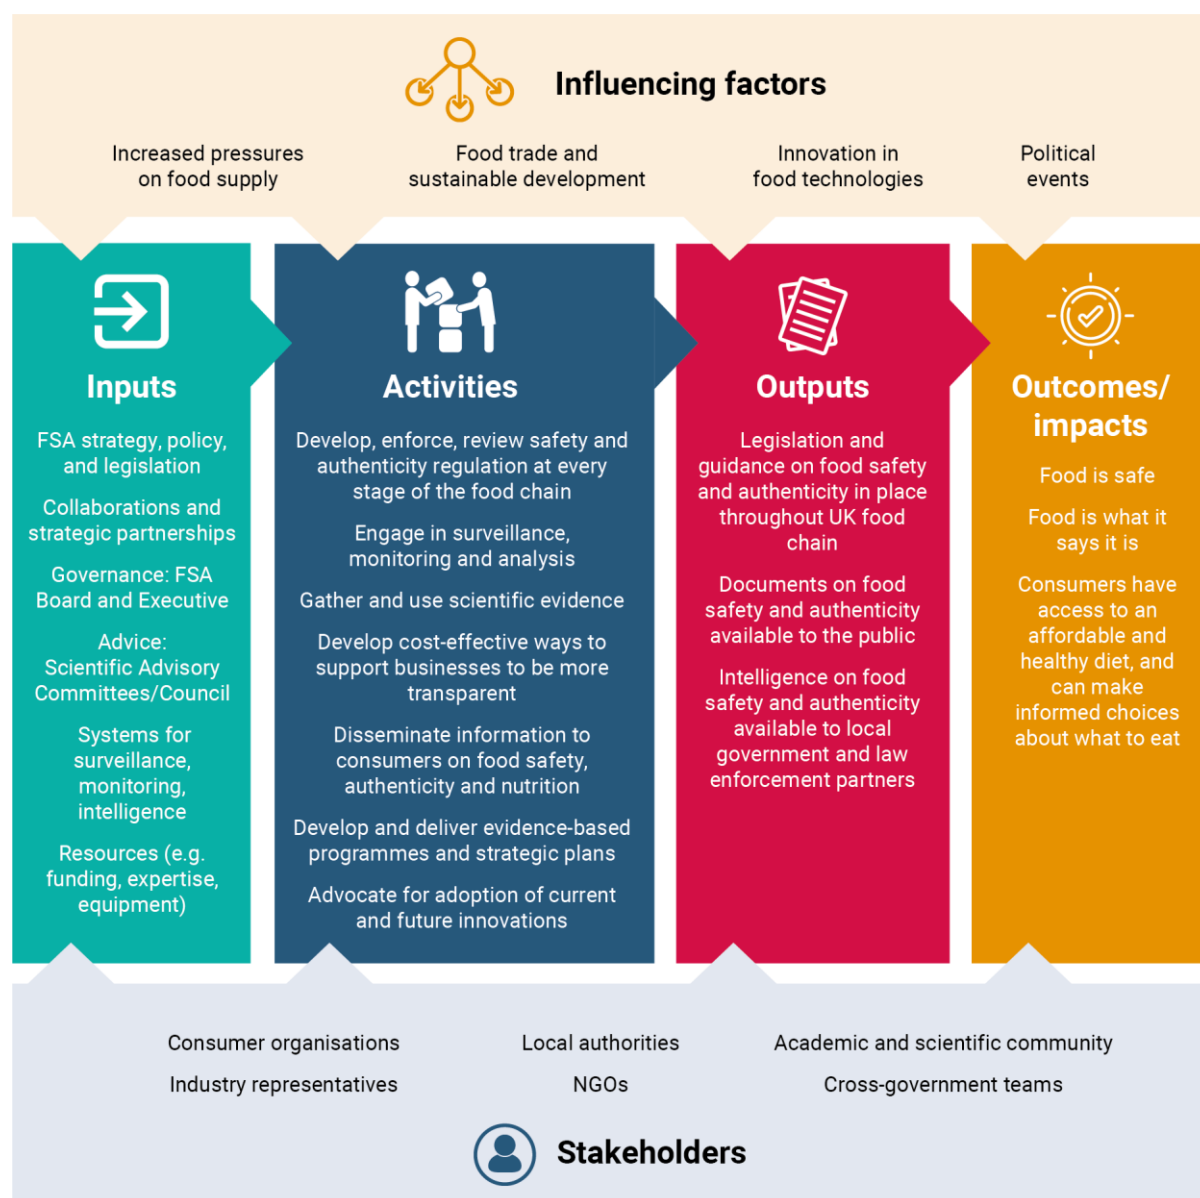 Influencing factors
Increased pressures
on food supply
Food trade and
sustainable development
Innovation in
food technologies
Political
events
Inputs
FSA strategy, policy,
and legislation
Collaborations and
strategic partnerships
Governance: FSA
Board and Executive
Advice:
Scientific Advisory
Committees/Council
Systems for
surveillance,
monitoring,
intelligence
Resources (e.g.
funding, expertise,
equipment)
Activities
Develop, enforce, review safety and
authenticity regulation at every
stage of the food chain
Engage in surveillance,
monitoring and analysis
Gather and use scientific evidence
Develop cost-effective ways to
support businesses to be more
transparent
Disseminate information to
consumers on food safety,
authenticity and nutrition
Develop and deliver evidence-based
programmes and strategic plans
Advocate for adoption of current
and future innovations
Outputs
Legislation and
guidance on food safety
and authenticity in place
throughout UK food
chain
Documents on food
safety and authenticity
available to the public
Intelligence on food
safety and authenticity
available to local
government and law
enforcement partners
Outcomes/
impacts
Food is safe
Food is what it
says it is
Consumers have
access to an
affordable and
healthy diet, and
can make
informed choices
about what to eat
Consumer organisations
Local authorities
Academic and scientific community
Industry representatives
NGOs
Cross-government teams
Stakeholders